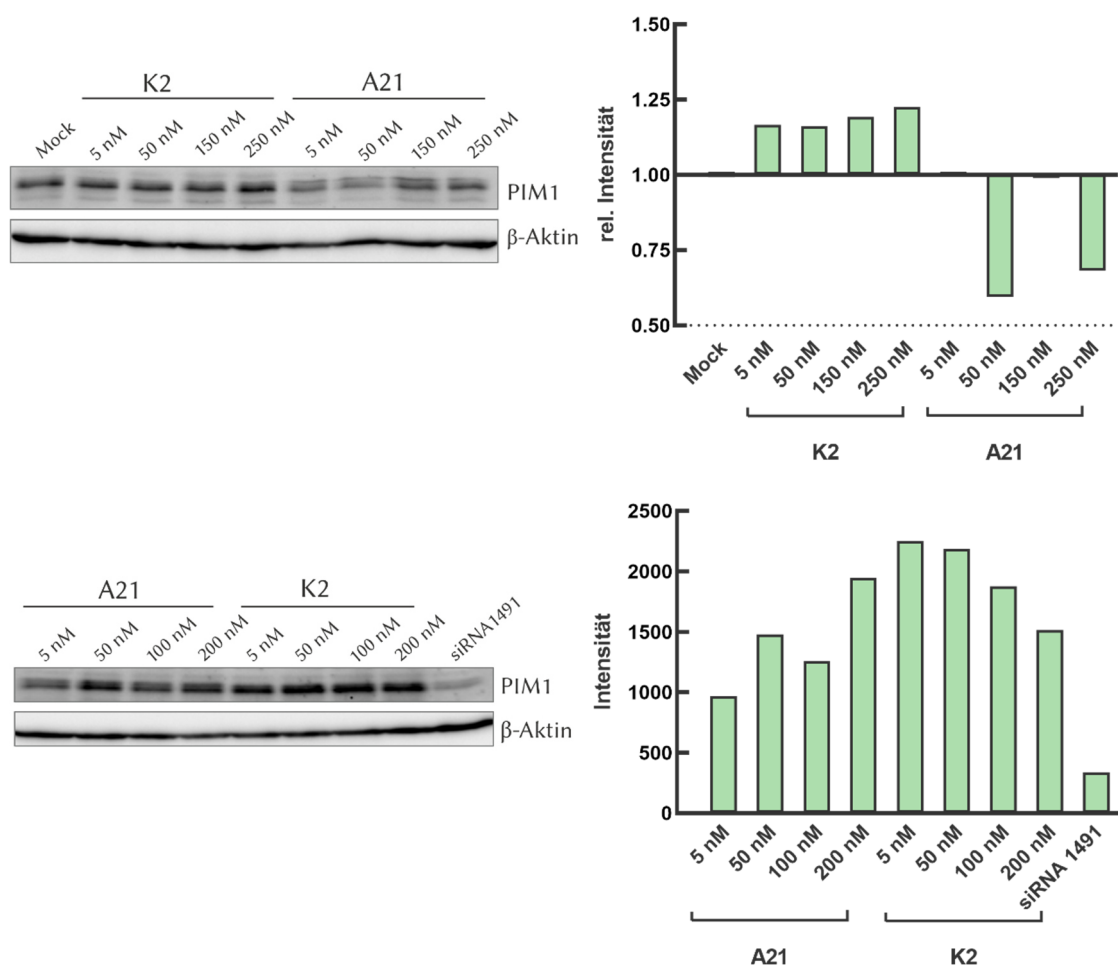 K2 A21
Mock 5 nM 50 nM 150 nM 250 nM 5 nM 50 nM 150 nM 250 nM
PIM1
β-Aktin
rel. Intensität
1.50
1.25
1.00
0.75
0.50
Mock 5 nM 50 nM 150 nM 250 nM 5 nM 50 nM 150 nM 250 nM
K2 A21
A21 K2
5 nM 50 nM 100 nM 200 nM 5 nM 50 nM 100 nM 200 nM siRNA1491
PIM1
β-Aktin
Intensität
2500
2000
1500
1000
500
0
5 nM 50 nM 100 nM 200 nM 5 nM 50 nM 100 nM 200 nM siRNA 1491
A21 K2